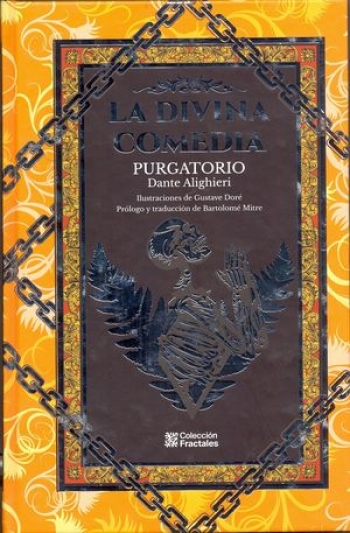 LA DIVINA
COMEDIA
PURGATORIO
Dante Alighieri
Ilustraciones de Gustave Doré
Prólogo y traducción de Bartolomé Mitre
Colección
Fractales